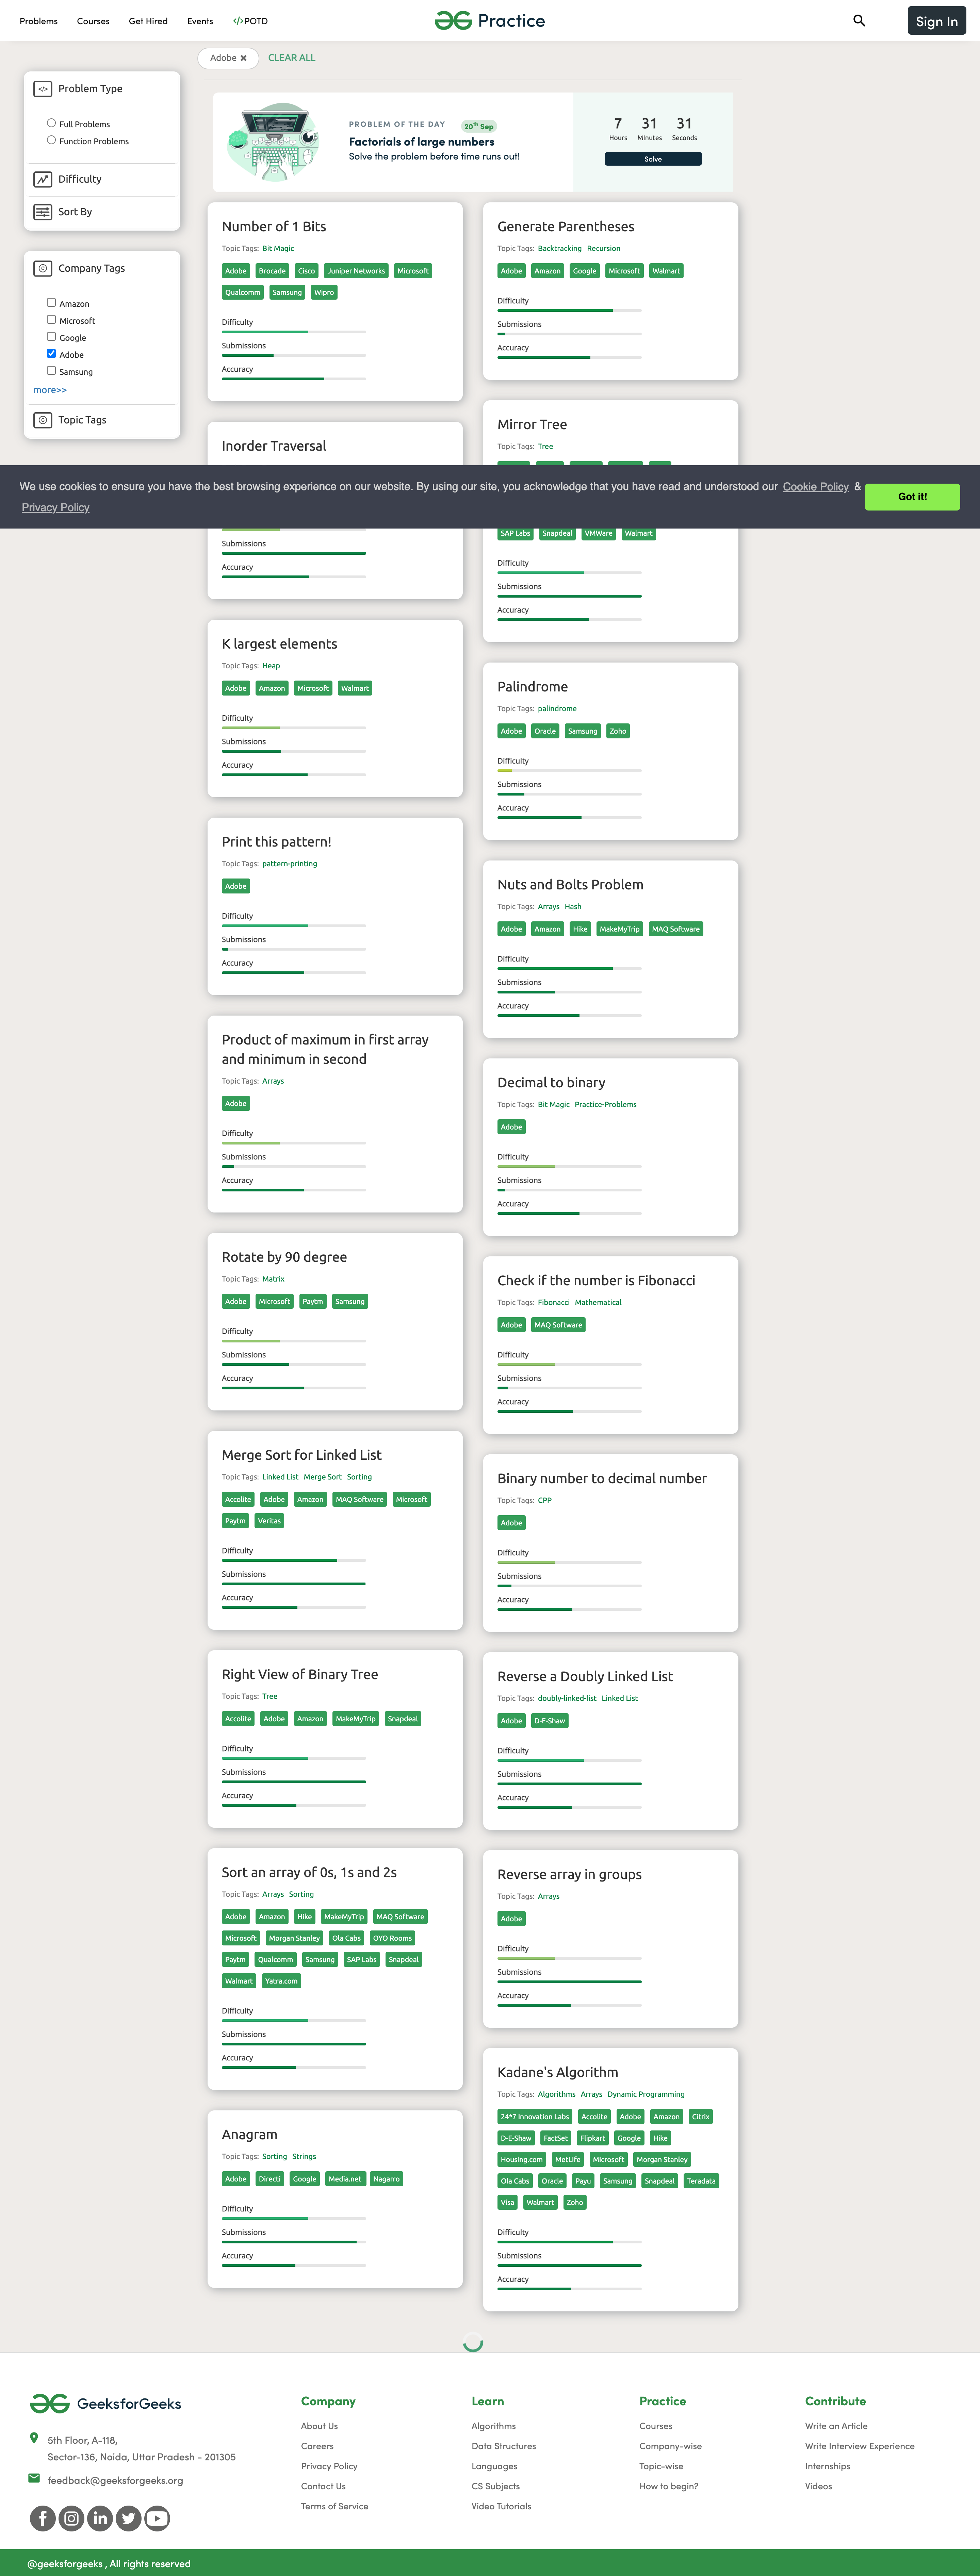 Problems Courses Get Hired Events </>POTD
Practice
Sign In
Adobe ✖ CLEAR ALL
Problem Type
Full Problems
Function Problems
Difficulty
Sort By
Company Tags
Amazon
Microsoft
Google
Adobe
Samsung
more>>
Topic Tags
PROBLEM OF THE DAY 20th Sep
Factorials of large numbers
Solve the problem before time runs out!
7 31 31
Hours Minutes Seconds
Solve
Number of 1 Bits
Topic Tags: Bit Magic
Adobe Brocade Cisco Juniper Networks Microsoft
Qualcomm Samsung Wipro
Difficulty
Submissions
Accuracy
Generate Parentheses
Topic Tags: Backtracking Recursion
Adobe Amazon Google Microsoft Walmart
Difficulty
Submissions
Accuracy
Inorder Traversal
Mirror Tree
Topic Tags: Tree
We use cookies to ensure you have the best browsing experience on our website. By using our site, you acknowledge that you have read and understood our Cookie Policy &
Privacy Policy
Got it!
Submissions
Accuracy
SAP Labs Snapdeal VMWare Walmart
Difficulty
Submissions
Accuracy
K largest elements
Topic Tags: Heap
Adobe Amazon Microsoft Walmart
Difficulty
Submissions
Accuracy
Palindrome
Topic Tags: palindrome
Adobe Oracle Samsung Zoho
Difficulty
Submissions
Accuracy
Print this pattern!
Topic Tags: pattern-printing
Adobe
Difficulty
Submissions
Accuracy
Nuts and Bolts Problem
Topic Tags: Arrays Hash
Adobe Amazon Hike MakeMyTrip MAQ Software
Difficulty
Submissions
Accuracy
Product of maximum in first array
and minimum in second
Topic Tags: Arrays
Adobe
Difficulty
Submissions
Accuracy
Decimal to binary
Topic Tags: Bit Magic Practice-Problems
Adobe
Difficulty
Submissions
Accuracy
Rotate by 90 degree
Topic Tags: Matrix
Adobe Microsoft Paytm Samsung
Difficulty
Submissions
Accuracy
Check if the number is Fibonacci
Topic Tags: Fibonacci Mathematical
Adobe MAQ Software
Difficulty
Submissions
Accuracy
Merge Sort for Linked List
Topic Tags: Linked List Merge Sort Sorting
Accolite Adobe Amazon MAQ Software Microsoft
Paytm Veritas
Difficulty
Submissions
Accuracy
Binary number to decimal number
Topic Tags: CPP
Adobe
Difficulty
Submissions
Accuracy
Right View of Binary Tree
Topic Tags: Tree
Accolite Adobe Amazon MakeMyTrip Snapdeal
Difficulty
Submissions
Accuracy
Reverse a Doubly Linked List
Topic Tags: doubly-linked-list Linked List
Adobe D-E-Shaw
Difficulty
Submissions
Accuracy
Sort an array of 0s, 1s and 2s
Topic Tags: Arrays Sorting
Adobe Amazon Hike MakeMyTrip MAQ Software
Microsoft Morgan Stanley Ola Cabs OYO Rooms
Paytm Qualcomm Samsung SAP Labs Snapdeal
Walmart Yatra.com
Difficulty
Submissions
Accuracy
Reverse array in groups
Topic Tags: Arrays
Adobe
Difficulty
Submissions
Accuracy
Anagram
Topic Tags: Sorting Strings
Adobe Directi Google Media.net Nagarro
Difficulty
Submissions
Accuracy
Kadane's Algorithm
Topic Tags: Algorithms Arrays Dynamic Programming
24*7 Innovation Labs Accolite Adobe Amazon Citrix
D-E-Shaw FactSet Flipkart Google Hike
Housing.com MetLife Microsoft Morgan Stanley
Ola Cabs Oracle Payu Samsung Snapdeal Teradata
Visa Walmart Zoho
Difficulty
Submissions
Accuracy
GeeksforGeeks
5th Floor, A-118,
Sector-136, Noida, Uttar Pradesh - 201305
feedback@geeksforgeeks.org
Company
About Us
Careers
Privacy Policy
Contact Us
Terms of Service
Learn
Algorithms
Data Structures
Languages
CS Subjects
Video Tutorials
Practice
Courses
Company-wise
Topic-wise
How to begin?
Contribute
Write an Article
Write Interview Experience
Internships
Videos
@geeksforgeeks , All rights reserved